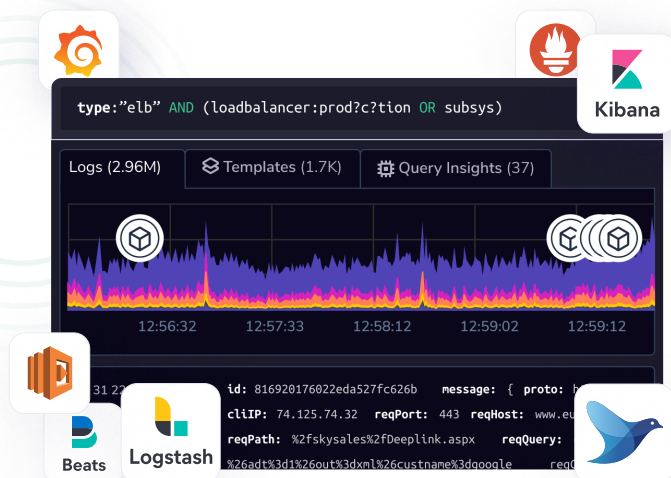 Kibana
type:”elb” AND (loadbalancer:prod?c?tion OR subsys)
Logs (2.96M)
Templates (1.7K)
Query Insights (37)
12:56:32 12:57:33 12:58:12 12:59:02 12:59:12
31 22
id: 816920176022eda527fc626b message: { proto:
cliIP: 74.125.74.32 reqPort: 443 reqHost: www.eu
reqPath: %2fskysales%2fDeeplink.aspx reqQuery:
%26adt%3d1%26out%3dxml%26custname%3dgoogle
Beats
Logstash